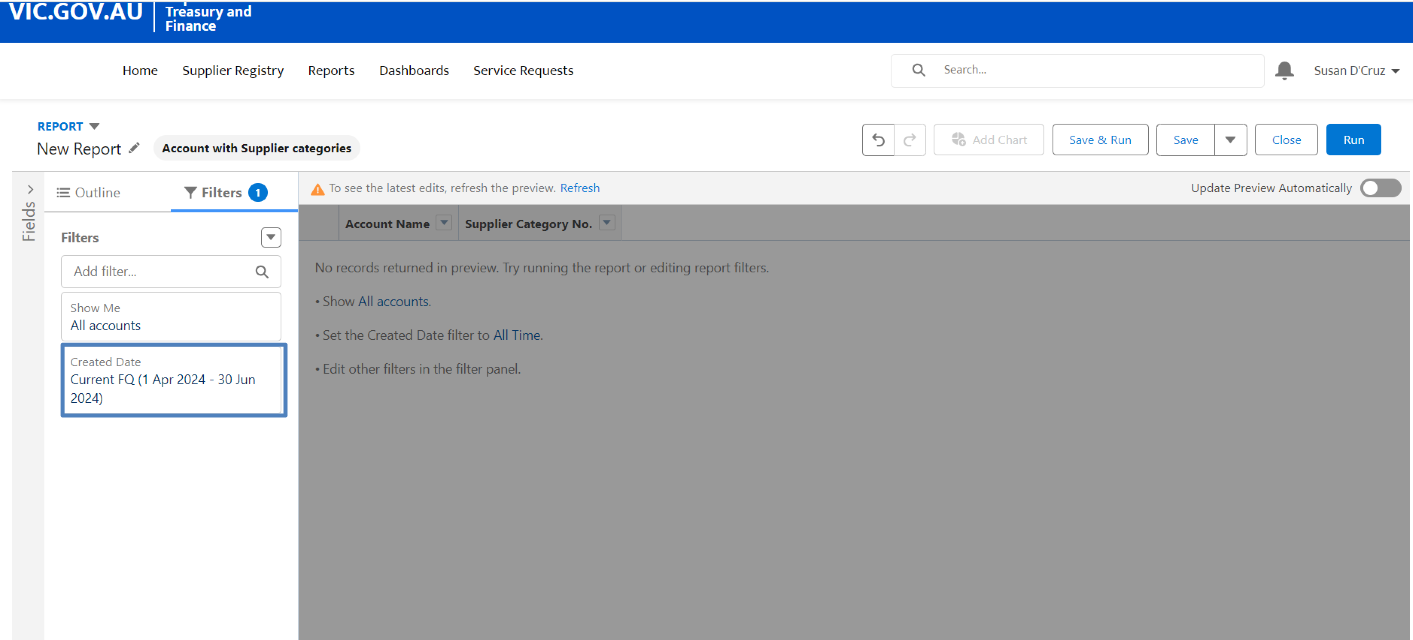 VIC.GOV.AU
Treasury and
Finance
Home
Supplier Registry
Reports
Dashboards
Service Requests
Search...
Susan D'Cruz
REPORT
New Report
Account with Supplier categories
Add Chart
Save & Run
Save
Close
Run
Fields
Outline
Filters
1
To see the latest edits, refresh the preview. Refresh
Update Preview Automatically
Filters
Add filter...
Show Me
All accounts
Created Date
Current FQ (1 Apr 2024 - 30 Jun
2024)
Account Name
Supplier Category No.
No records returned in preview. Try running the report or editing report filters.
• Show All accounts.
• Set the Created Date filter to All Time.
• Edit other filters in the filter panel.